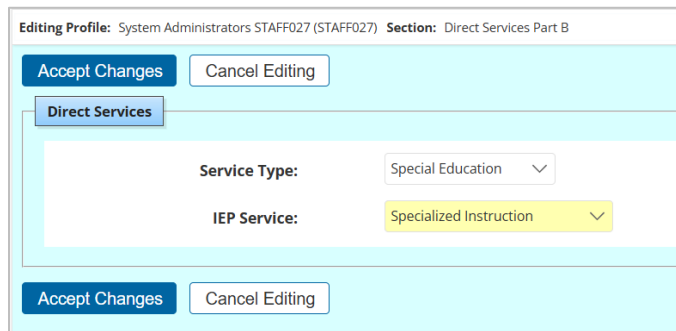 Editing Profile: System Administrators STAFF027 (STAFF027) Section: Direct Services Part B
Accept Changes Cancel Editing
Direct Services
Service Type: Special Education
IEP Service: Specialized Instruction
Accept Changes Cancel Editing